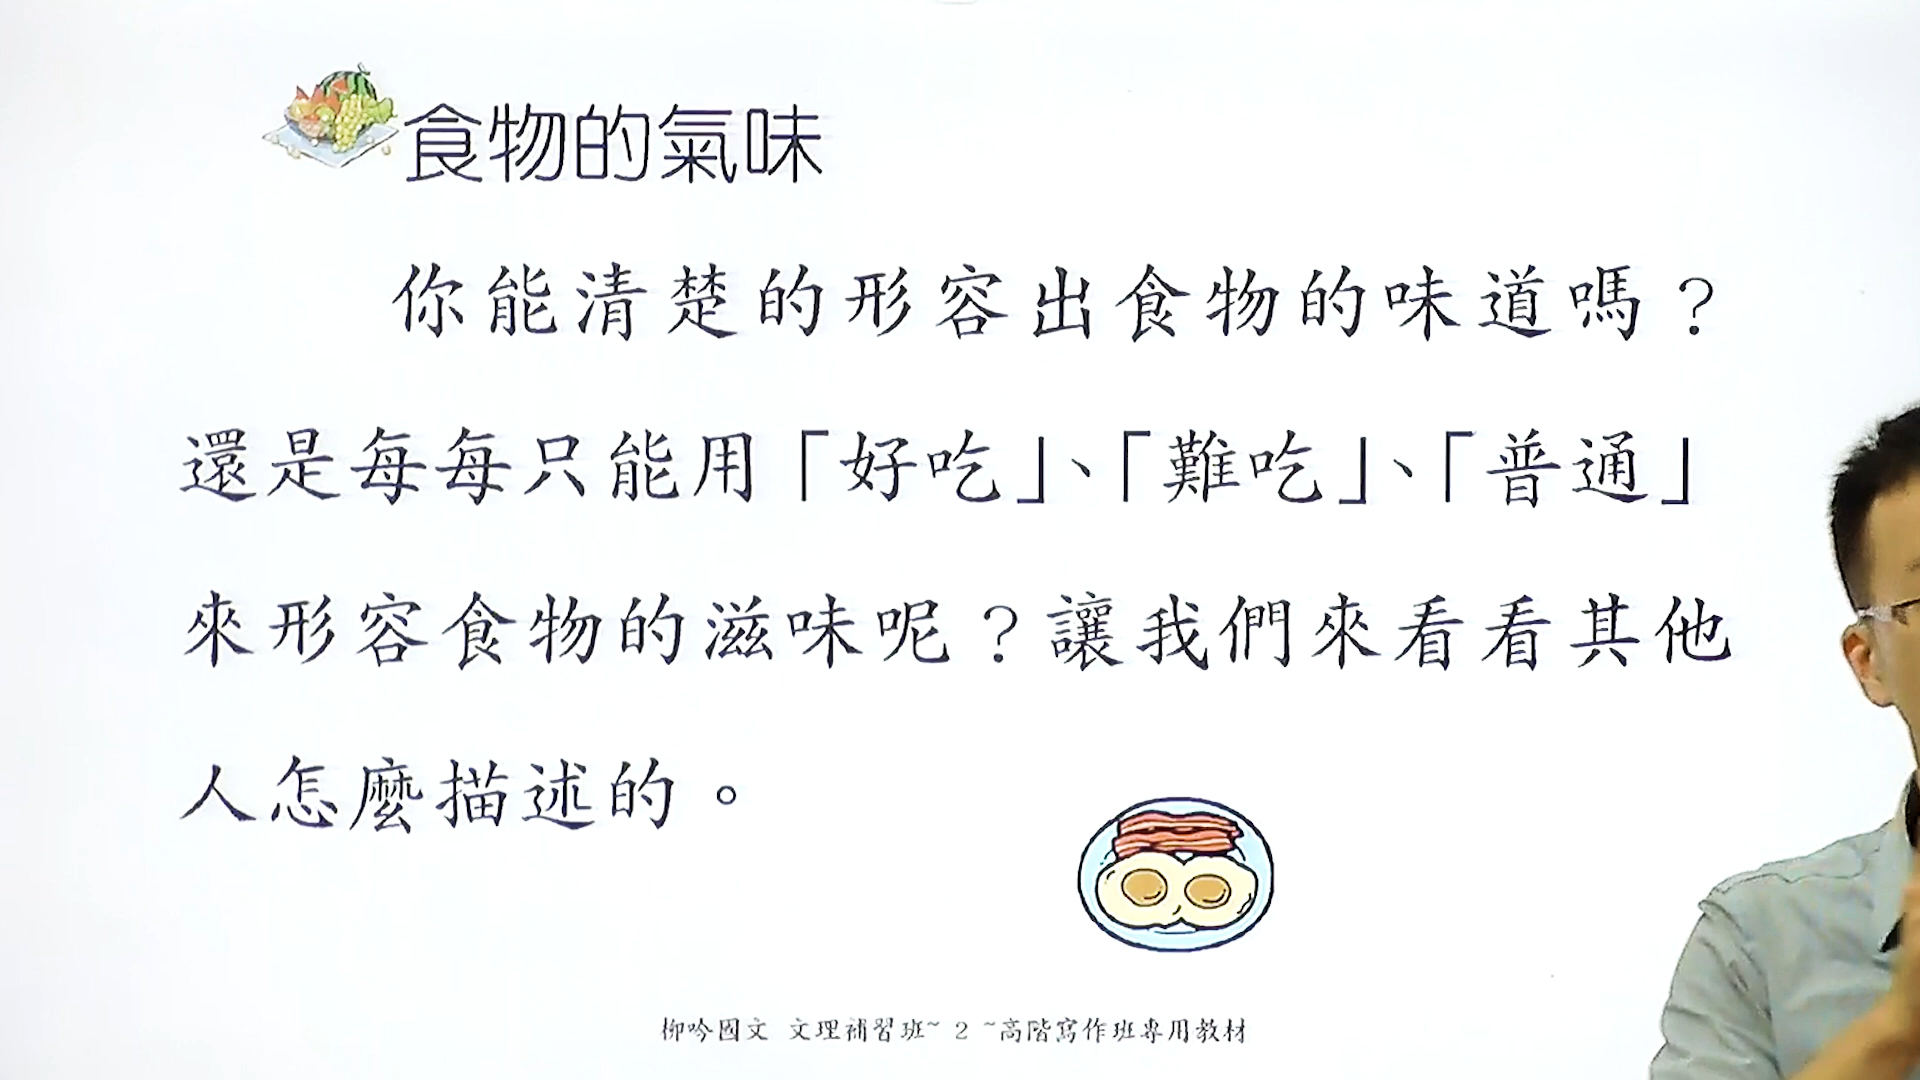 食物的氣味
你能清楚的形容出食物的味道嗎？
還是每每只能用「好吃」、「難吃」、「普通」
來形容食物的滋味呢？讓我們來看看其他
人怎麼描述的。
柳吟國文 文理補習班~ 2 ~高階寫作班專用教材